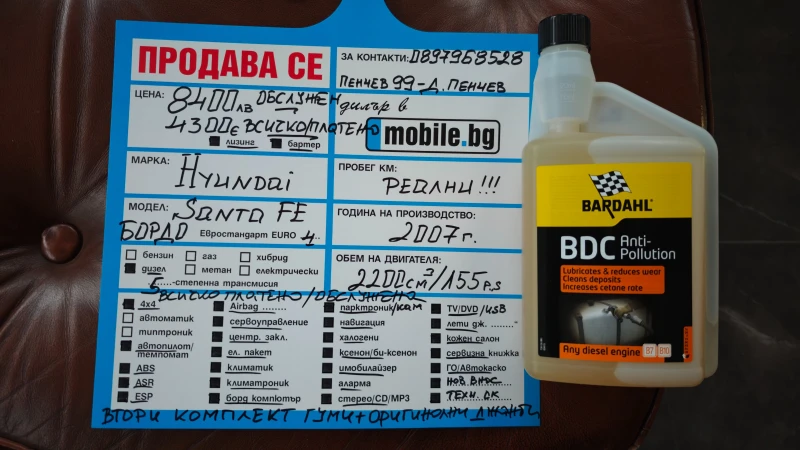 ПРОДАВА СЕ
ЗА КОНТАКТИ: 0897968528
ПЕНЧЕВ 99-Д. ПЕНЧЕВ
ЦЕНА: 8400лв ОБСЛУЖЕН
4300€ ВСИЧКО/ПЛАТЕНО
лизинг бартер
дилър в
mobile.bg
МАРКА: Hyundai
ПРОБЕГ КМ:
РЕАЛНИ!!!
МОДЕЛ: SANTA FE
БОРДО Евростандарт EURO 4
ГОДИНА НА ПРОИЗВОДСТВО:
2007г.
бензин газ хибрид
дизел метан електрически
5-степенна трансмисия
ОБЕМ НА ДВИГАТЕЛЯ:
2200см³/155P.S
ВСИЧКО ПЛАТЕНО/ОБСЛУЖЕНА
4x4 Airbag ........ парктроник/КАМ TV/DVD/USB
автоматик сервоуправление навигация лети дж.
типтроник центр. закл. халогени кожен салон
автопилот/темпомат ел. пакет ксенон/би-ксенон сервизна книжка
ABS климатик имобилайзер ГО/Автокаско
ASR климатроник аларма НОВ ВНОС
ESP борд компютър стерео/CD/MP3 ТЕХН. ОК
ВТОРИ КОМПЛЕКТ ГУМИ+ОРИГИНАЛНИ ДЖАНТИ
BARDAHL
BDC Anti-Pollution
Lubricates & reduces wear
Cleans deposits
Increases cetane rate
Any diesel engine B7 B10